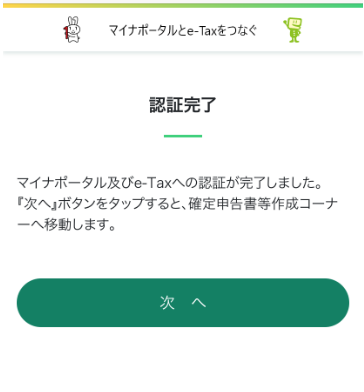 マイナポータルとe-Taxをつなぐ
認証完了
マイナポータル及びe-Taxへの認証が完了しました。
『次へ』ボタンをタップすると、確定申告書等作成コーナ
ーへ移動します。
次 へ